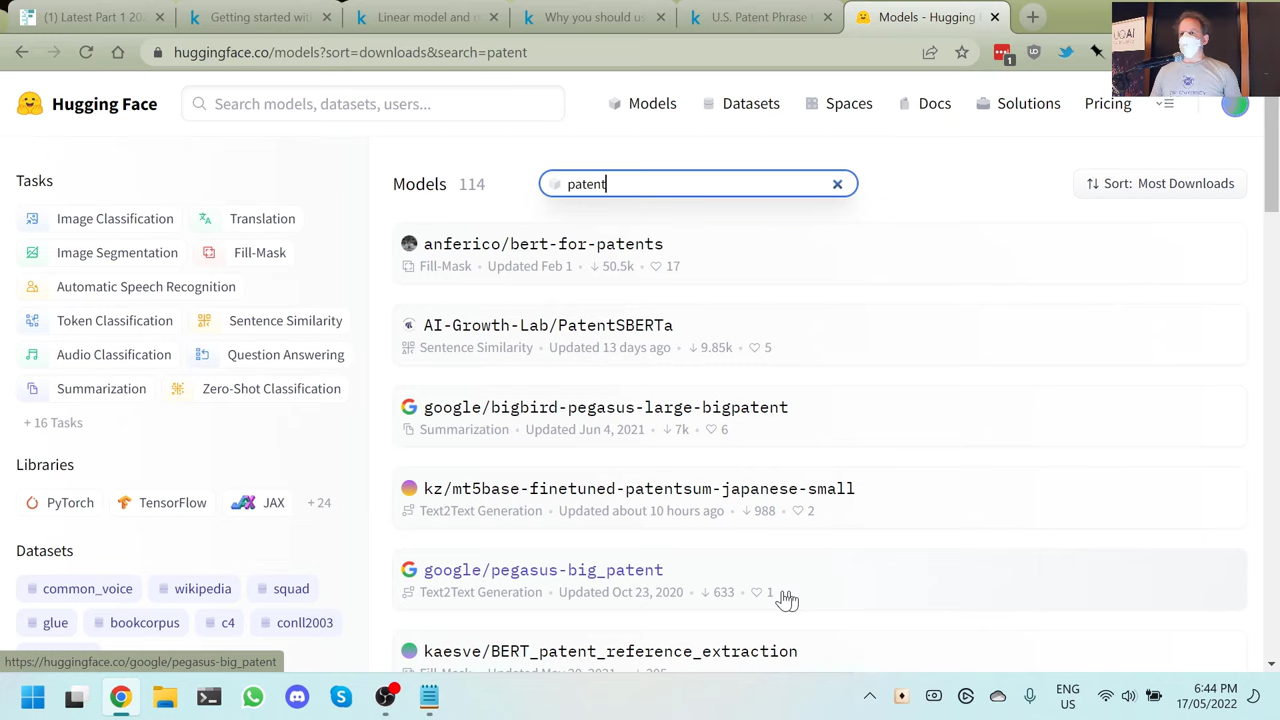 (1) Latest Part 1 20
Getting started wit
Linear model and n
Why you should us
U.S. Patent Phrase
Models - Hugging
huggingface.co/models?sort=downloads&search=patent
1
Hugging Face
Search models, datasets, users...
Models
Datasets
Spaces
Docs
Solutions
Pricing
Tasks
Image Classification
Translation
Image Segmentation
Fill-Mask
Automatic Speech Recognition
Token Classification
Sentence Similarity
Audio Classification
Question Answering
Summarization
Zero-Shot Classification
+ 16 Tasks
Libraries
PyTorch
TensorFlow
JAX
+ 24
Datasets
common_voice
wikipedia
squad
glue
bookcorpus
c4
conll2003
Models 114
patent
Sort: Most Downloads
anferico/bert-for-patents
Fill-Mask • Updated Feb 1 • ↓ 50.5k • ♡ 17
AI-Growth-Lab/PatentSBERTa
Sentence Similarity • Updated 13 days ago • ↓ 9.85k • ♡ 5
google/bigbird-pegasus-large-bigpatent
Summarization • Updated Jun 4, 2021 • ↓ 7k • ♡ 6
kz/mt5base-finetuned-patentsum-japanese-small
Text2Text Generation • Updated about 10 hours ago • ↓ 988 • ♡ 2
google/pegasus-big_patent
Text2Text Generation • Updated Oct 23, 2020 • ↓ 633 • ♡ 1
kaesve/BERT_patent_reference_extraction
https://huggingface.co/google/pegasus-big_patent
ENG
US
6:44 PM
17/05/2022